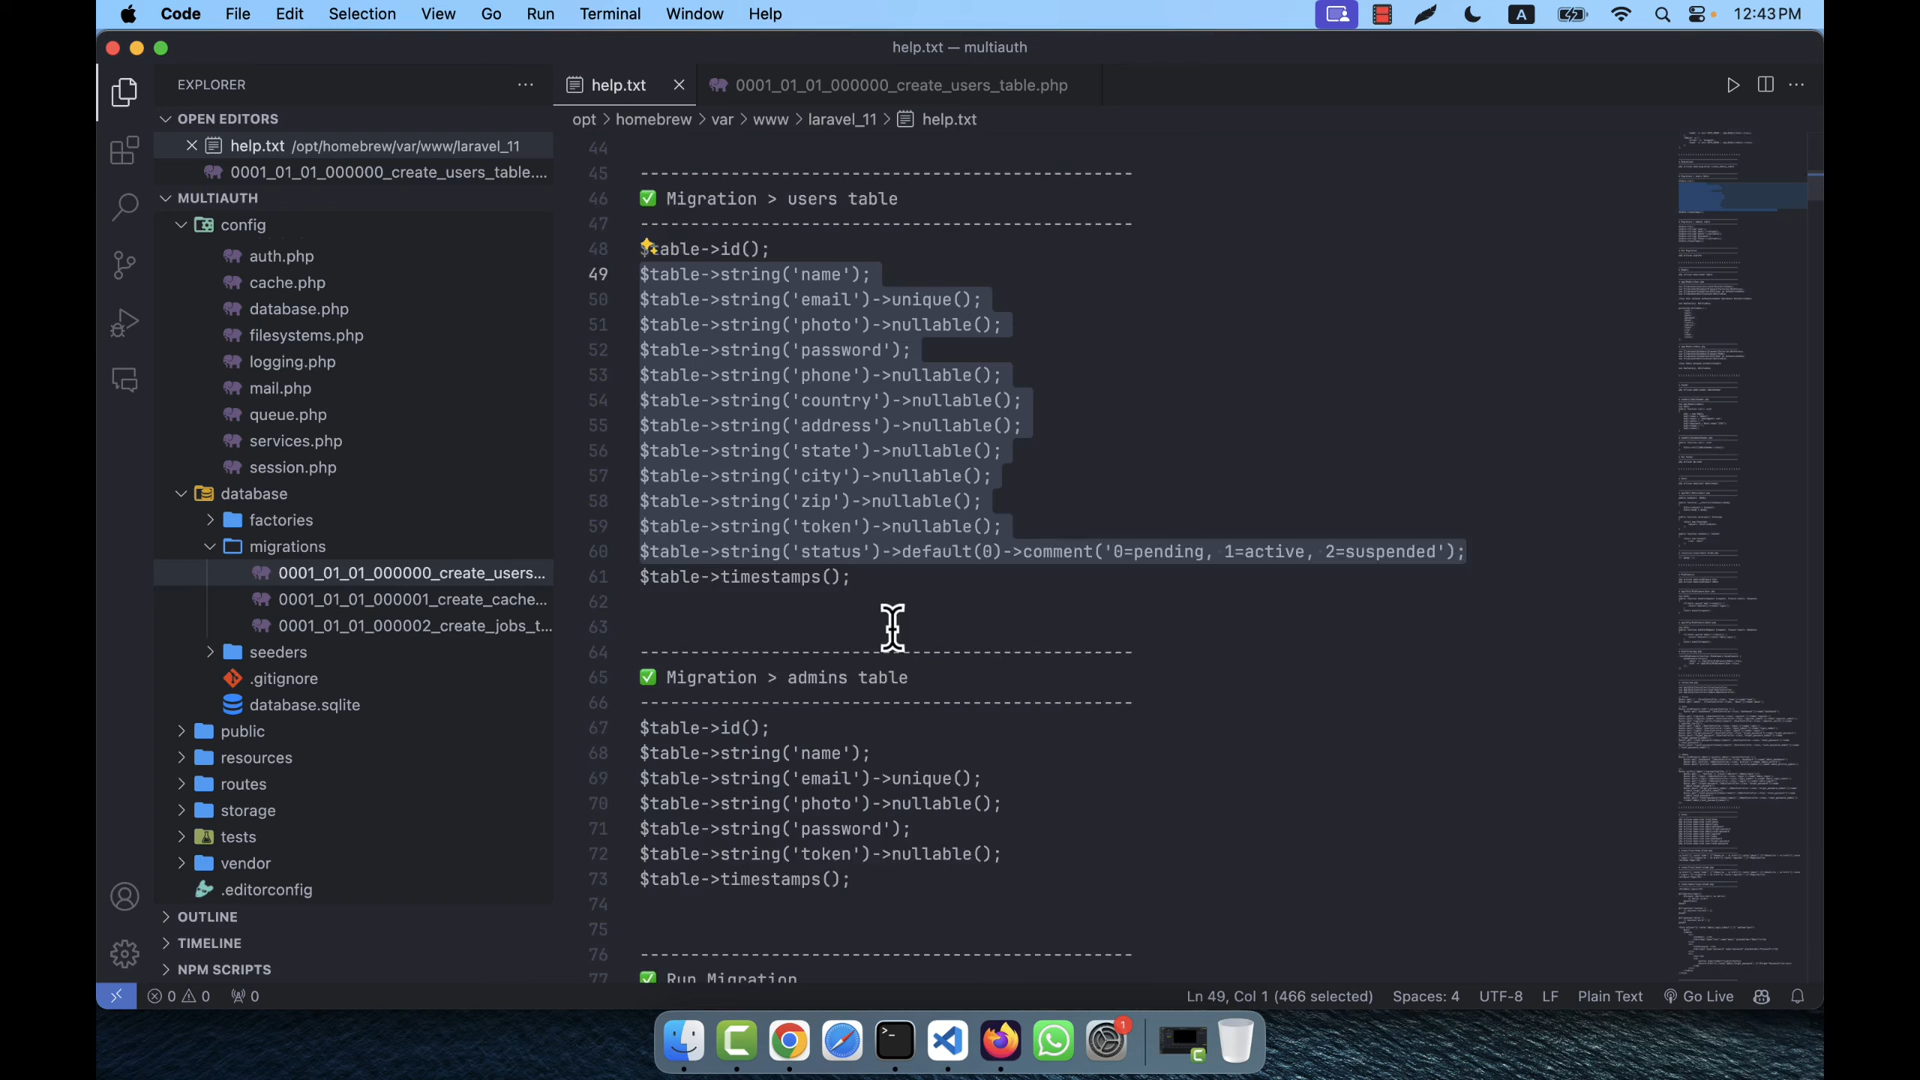 Code File Edit Selection View Go Run Terminal Window Help A 12:43 PM
help.txt — multiauth
EXPLORER
help.txt
0001_01_01_000000_create_users_table.php
OPEN EDITORS
opt > homebrew > var > www > laravel_11 > help.txt
help.txt /opt/homebrew/var/www/laravel_11
0001_01_01_000000_create_users_table....
MULTIAUTH
config
auth.php
cache.php
database.php
filesystems.php
logging.php
mail.php
queue.php
services.php
session.php
database
factories
migrations
0001_01_01_000000_create_users...
0001_01_01_000001_create_cache...
0001_01_01_000002_create_jobs_t...
seeders
.gitignore
database.sqlite
public
resources
routes
storage
tests
vendor
.editorconfig
OUTLINE
TIMELINE
NPM SCRIPTS
44
45 --------------------------------------------------
46 ✅ Migration > users table
47 --------------------------------------------------
48 $table->id();
49 $table->string('name');
50 $table->string('email')->unique();
51 $table->string('photo')->nullable();
52 $table->string('password');
53 $table->string('phone')->nullable();
54 $table->string('country')->nullable();
55 $table->string('address')->nullable();
56 $table->string('state')->nullable();
57 $table->string('city')->nullable();
58 $table->string('zip')->nullable();
59 $table->string('token')->nullable();
60 $table->string('status')->default(0)->comment('0=pending, 1=active, 2=suspended');
61 $table->timestamps();
62
63
64 --------------------------------------------------
65 ✅ Migration > admins table
66 --------------------------------------------------
67 $table->id();
68 $table->string('name');
69 $table->string('email')->unique();
70 $table->string('photo')->nullable();
71 $table->string('password');
72 $table->string('token')->nullable();
73 $table->timestamps();
74
75
76 --------------------------------------------------
77 ✅ Run Migration
0 0 0 Ln 49, Col 1 (466 selected) Spaces: 4 UTF-8 LF Plain Text Go Live
1